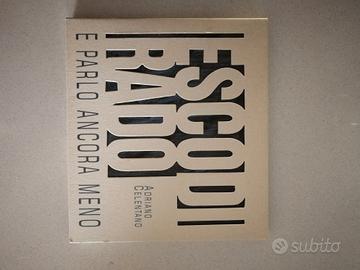 ESCO DI
RADO
E PARLO ANCORA MENO
ADRIANO
CELENTANO
subito